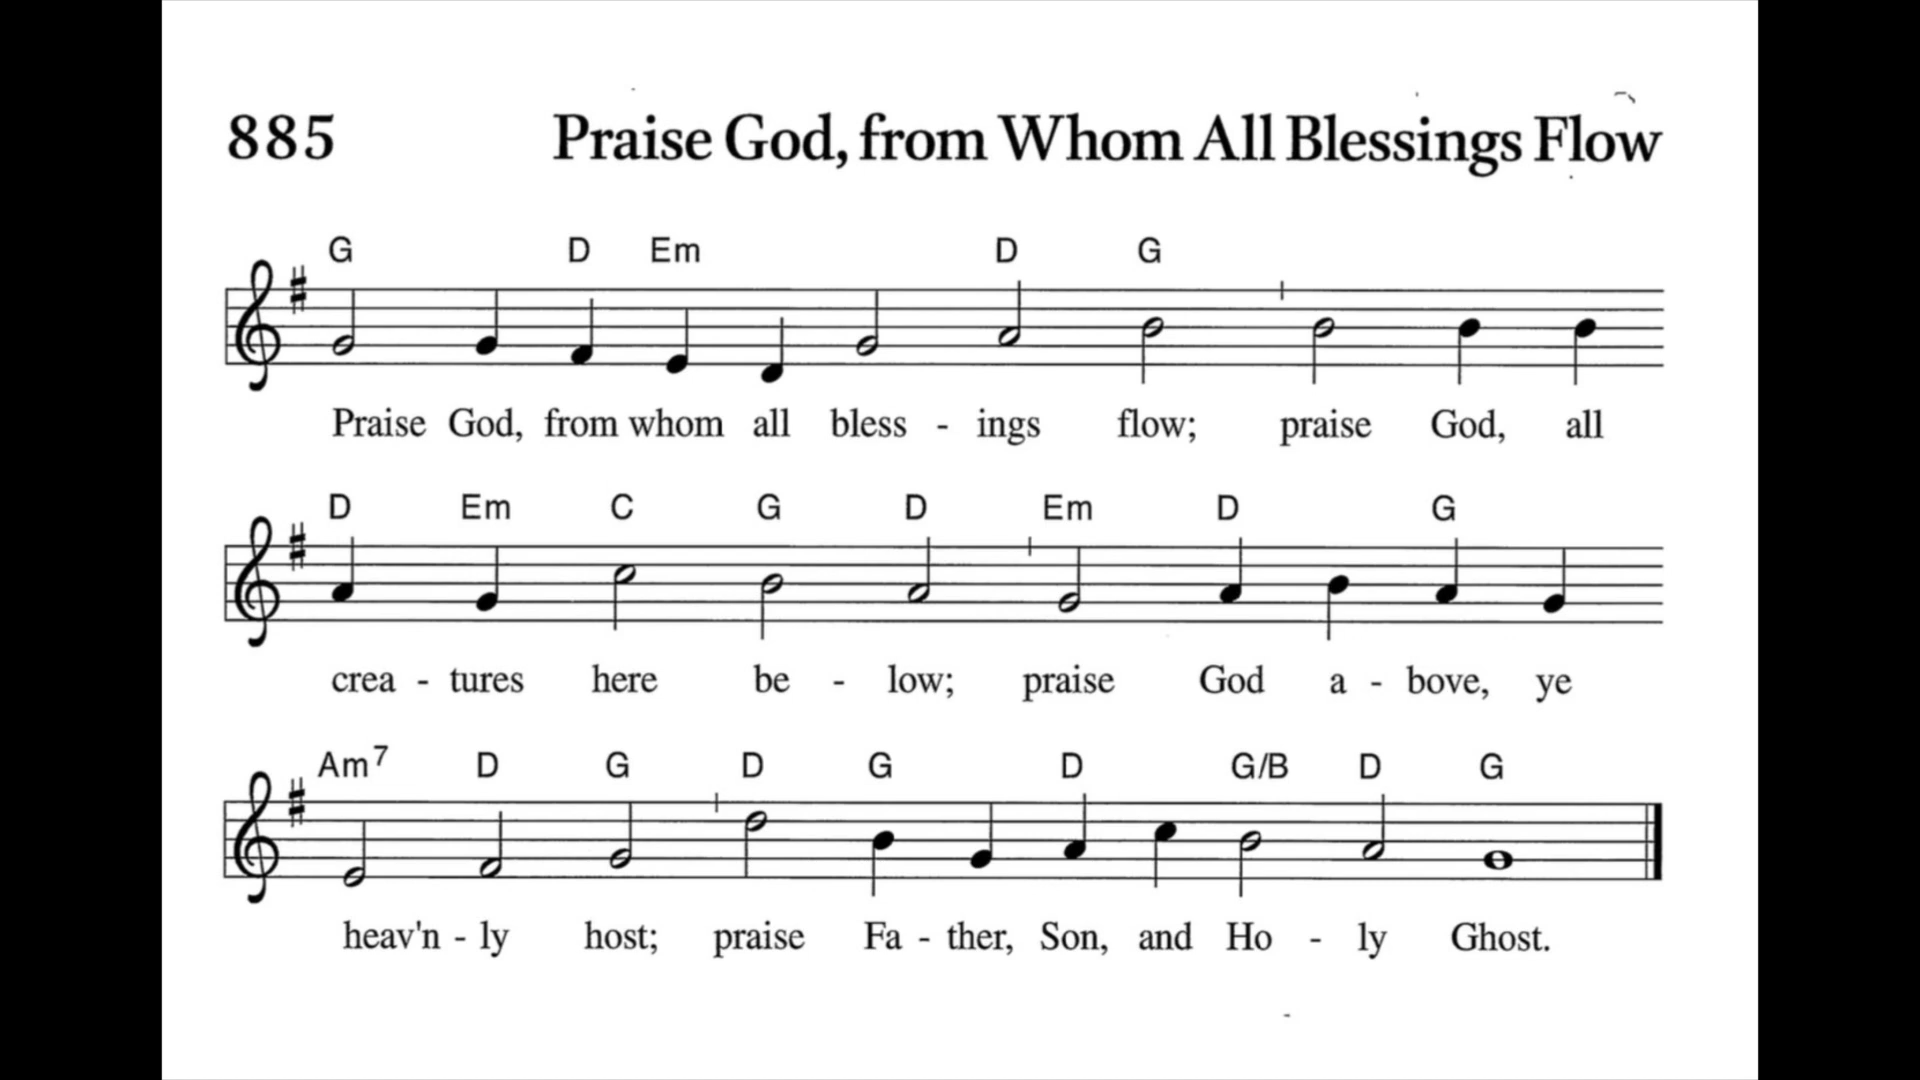 885 Praise God, from Whom All Blessings Flow
G D Em D G
Praise God, from whom all bless - ings flow; praise God, all
D Em C G D Em D G
crea - tures here be - low; praise God a - bove, ye
Am7 D G D G D G/B D G
heav'n - ly host; praise Fa - ther, Son, and Ho - ly Ghost.